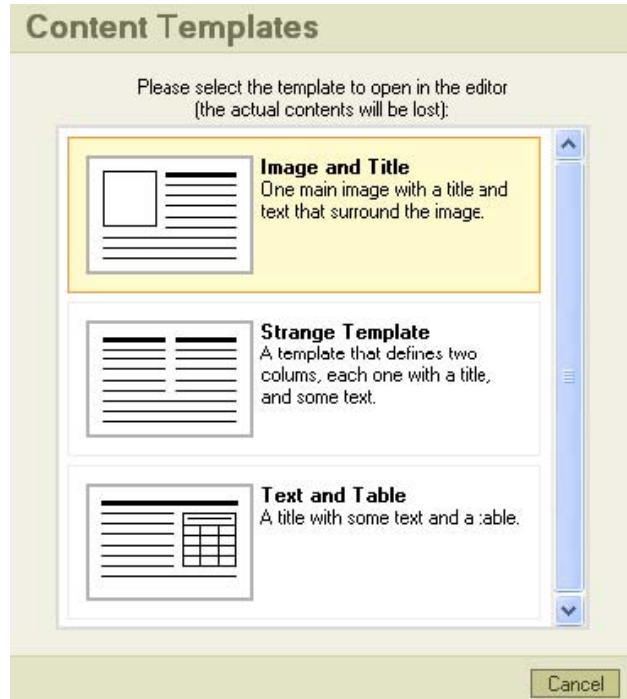 Content Templates
Please select the template to open in the editor
(the actual contents will be lost):
Image and Title
One main image with a title and
text that surround the image.
Strange Template
A template that defines two
colums, each one with a title,
and some text.
Text and Table
A title with some text and a table.
Cancel